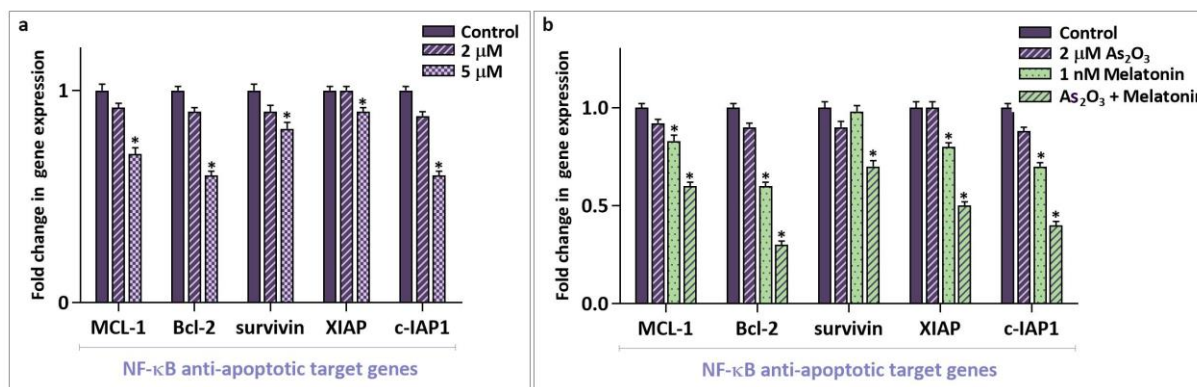 a
Control
2 μM
5 μM
Fold change in gene expression
1
0
* * * * *
MCL-1 Bcl-2 survivin XIAP c-IAP1
NF-κB anti-apoptotic target genes
b
Control
2 μM As₂O₃
1 nM Melatonin
As₂O₃ + Melatonin
Fold change in gene expression
1.0
0.5
0.0
* * * * * * * * *
MCL-1 Bcl-2 survivin XIAP c-IAP1
NF-κB anti-apoptotic target genes